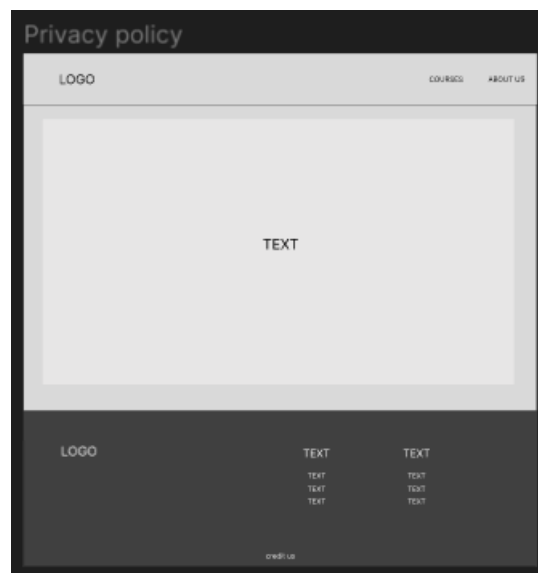 Privacy policy
LOGO COURSES ABOUT US
TEXT
LOGO TEXT TEXT
TEXT TEXT
TEXT TEXT
TEXT TEXT
credit us